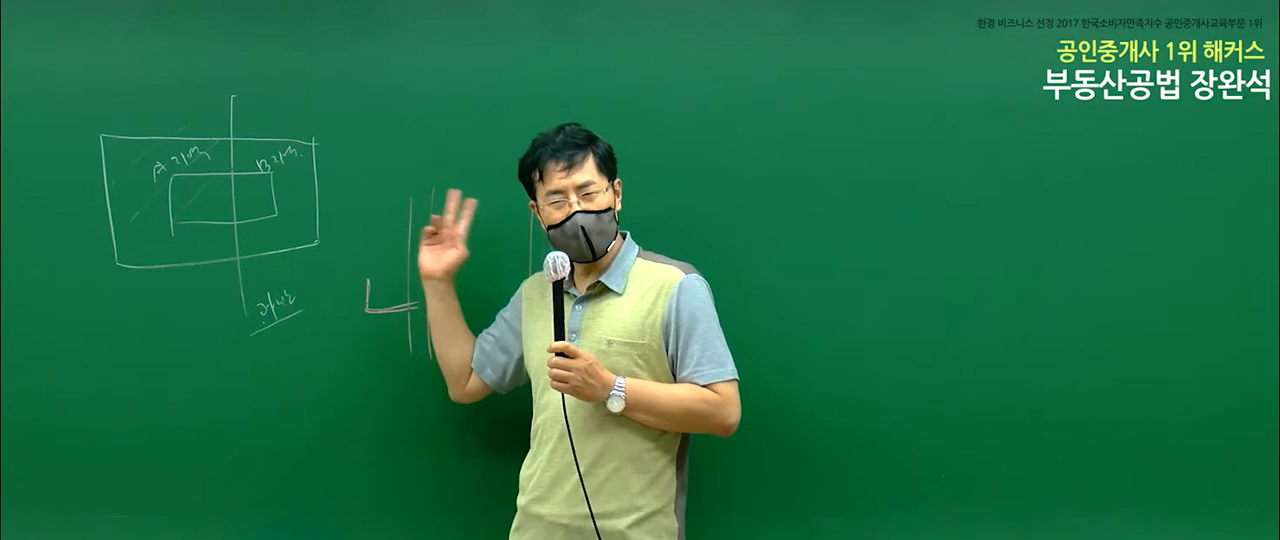 한경 비즈니스 선정 2017 한국소비자만족지수 공인중개사교육부문 1위
공인중개사 1위 해커스
부동산공법 장완석
A지역
B지역